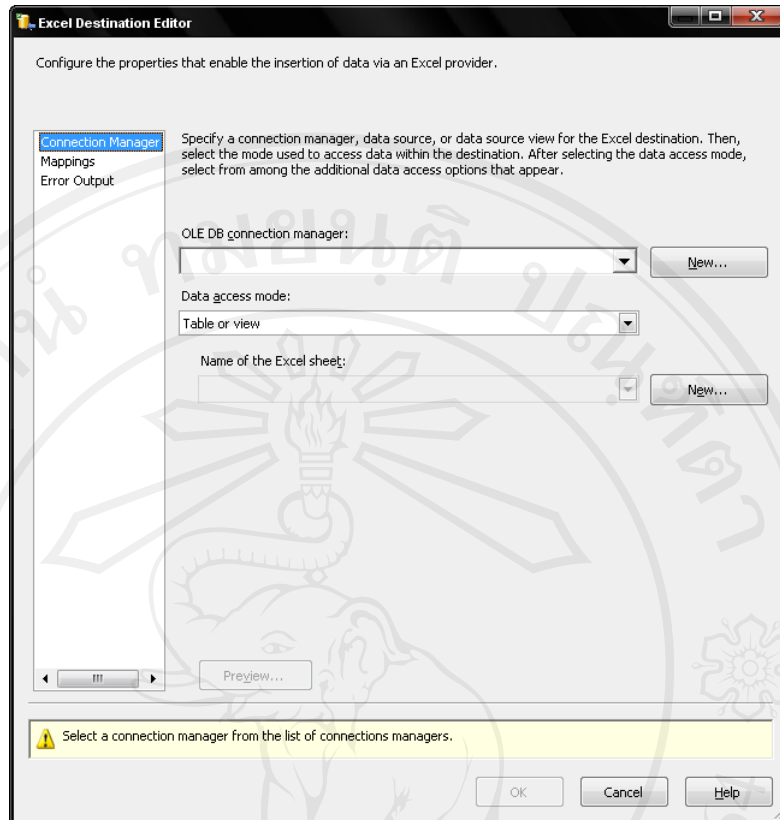 Excel Destination Editor
Configure the properties that enable the insertion of data via an Excel provider.
Connection Manager
Mappings
Error Output
Specify a connection manager, data source, or data source view for the Excel destination. Then,
select the mode used to access data within the destination. After selecting the data access mode,
select from among the additional data access options that appear.
OLE DB connection manager:
New...
Data access mode:
Table or view
Name of the Excel sheet:
New...
Preview...
Select a connection manager from the list of connections managers.
OK
Cancel
Help